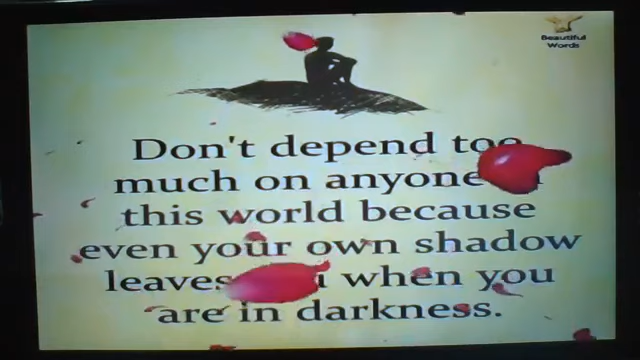 Beautiful
Words
Don't depend too
much on anyone
this world because
even your own shadow
leaves when you
are in darkness.